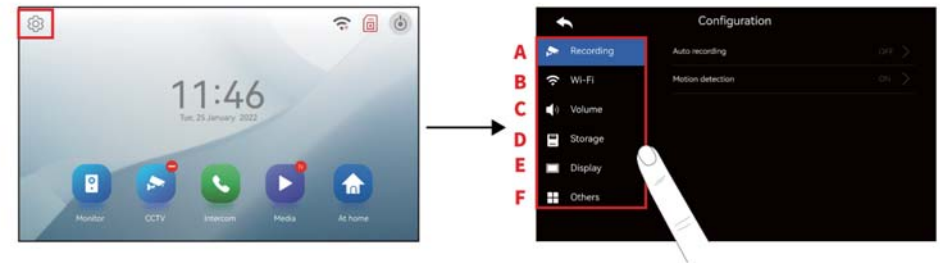 11:46
Tue, 25 January, 2022
Monitor
CCTV
Intercom
Media
At home
N
Configuration
A Recording
Auto recording OFF
B Wi-Fi
Motion detection ON
C Volume
D Storage
E Display
F Others